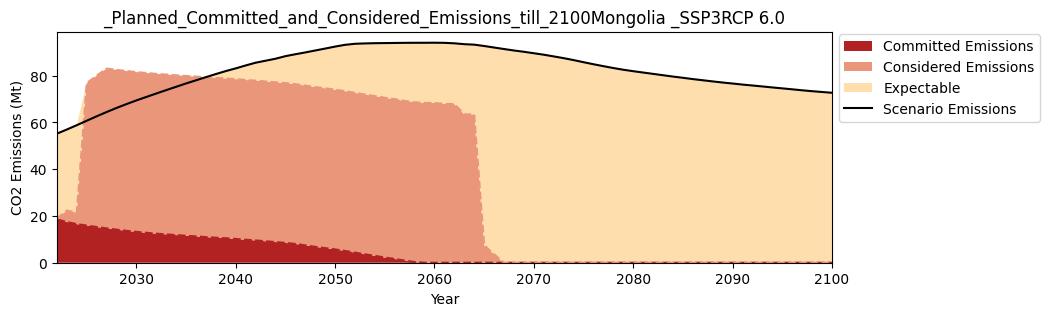 _Planned_Committed_and_Considered_Emissions_till_2100Mongolia _SSP3RCP 6.0
Committed Emissions
Considered Emissions
Expectable
Scenario Emissions
CO2 Emissions (Mt)
80
60
40
20
0
2030 2040 2050 2060 2070 2080 2090 2100
Year